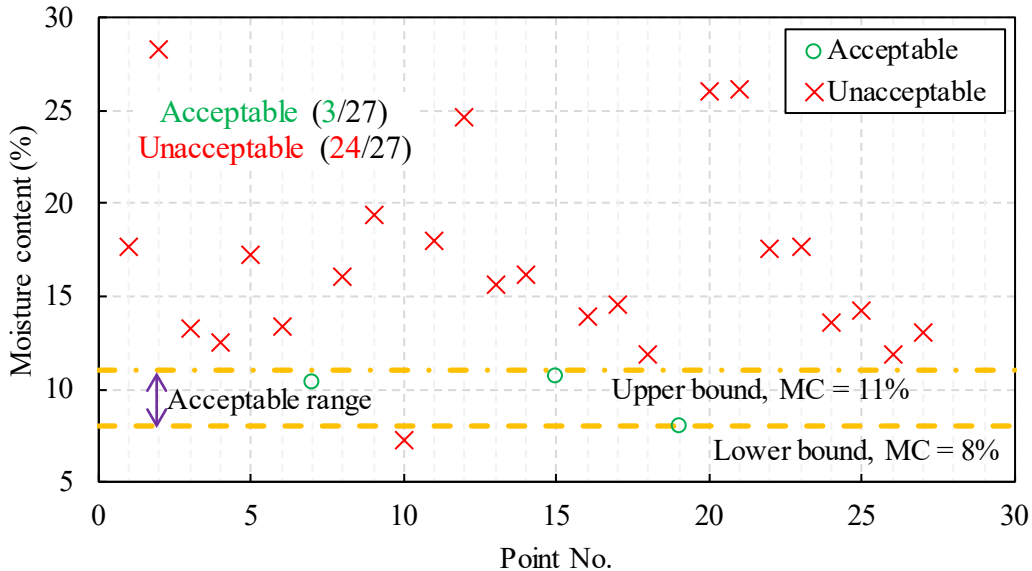 30
25
20
15
10
5
Moisture content (%)
Acceptable
Unacceptable
Acceptable (3/27)
Unacceptable (24/27)
Acceptable range
Upper bound, MC = 11%
Lower bound, MC = 8%
0 5 10 15 20 25 30
Point No.